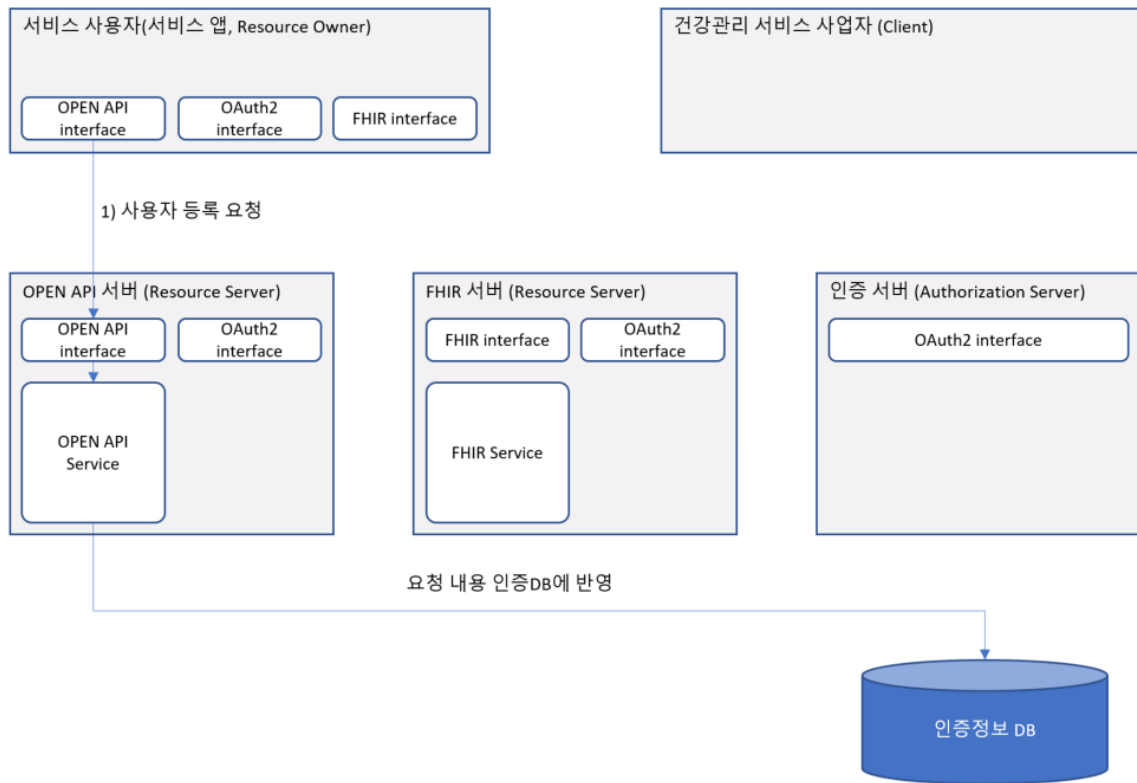 서비스 사용자(서비스 앱, Resource Owner)
건강관리 서비스 사업자 (Client)
OPEN API
interface
OAuth2
interface
FHIR interface
1) 사용자 등록 요청
OPEN API 서버 (Resource Server)
FHIR 서버 (Resource Server)
인증 서버 (Authorization Server)
OPEN API
interface
OAuth2
interface
FHIR interface
OAuth2
interface
OAuth2 interface
OPEN API
Service
FHIR Service
요청 내용 인증DB에 반영
인증정보 DB